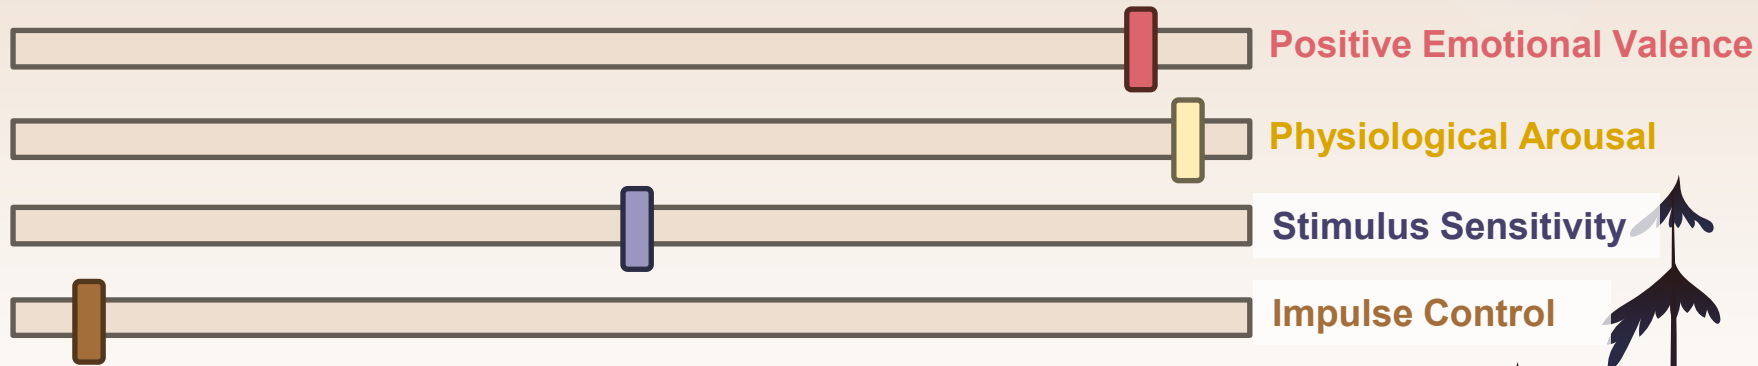 Positive Emotional Valence
Physiological Arousal
Stimulus Sensitivity
Impulse Control